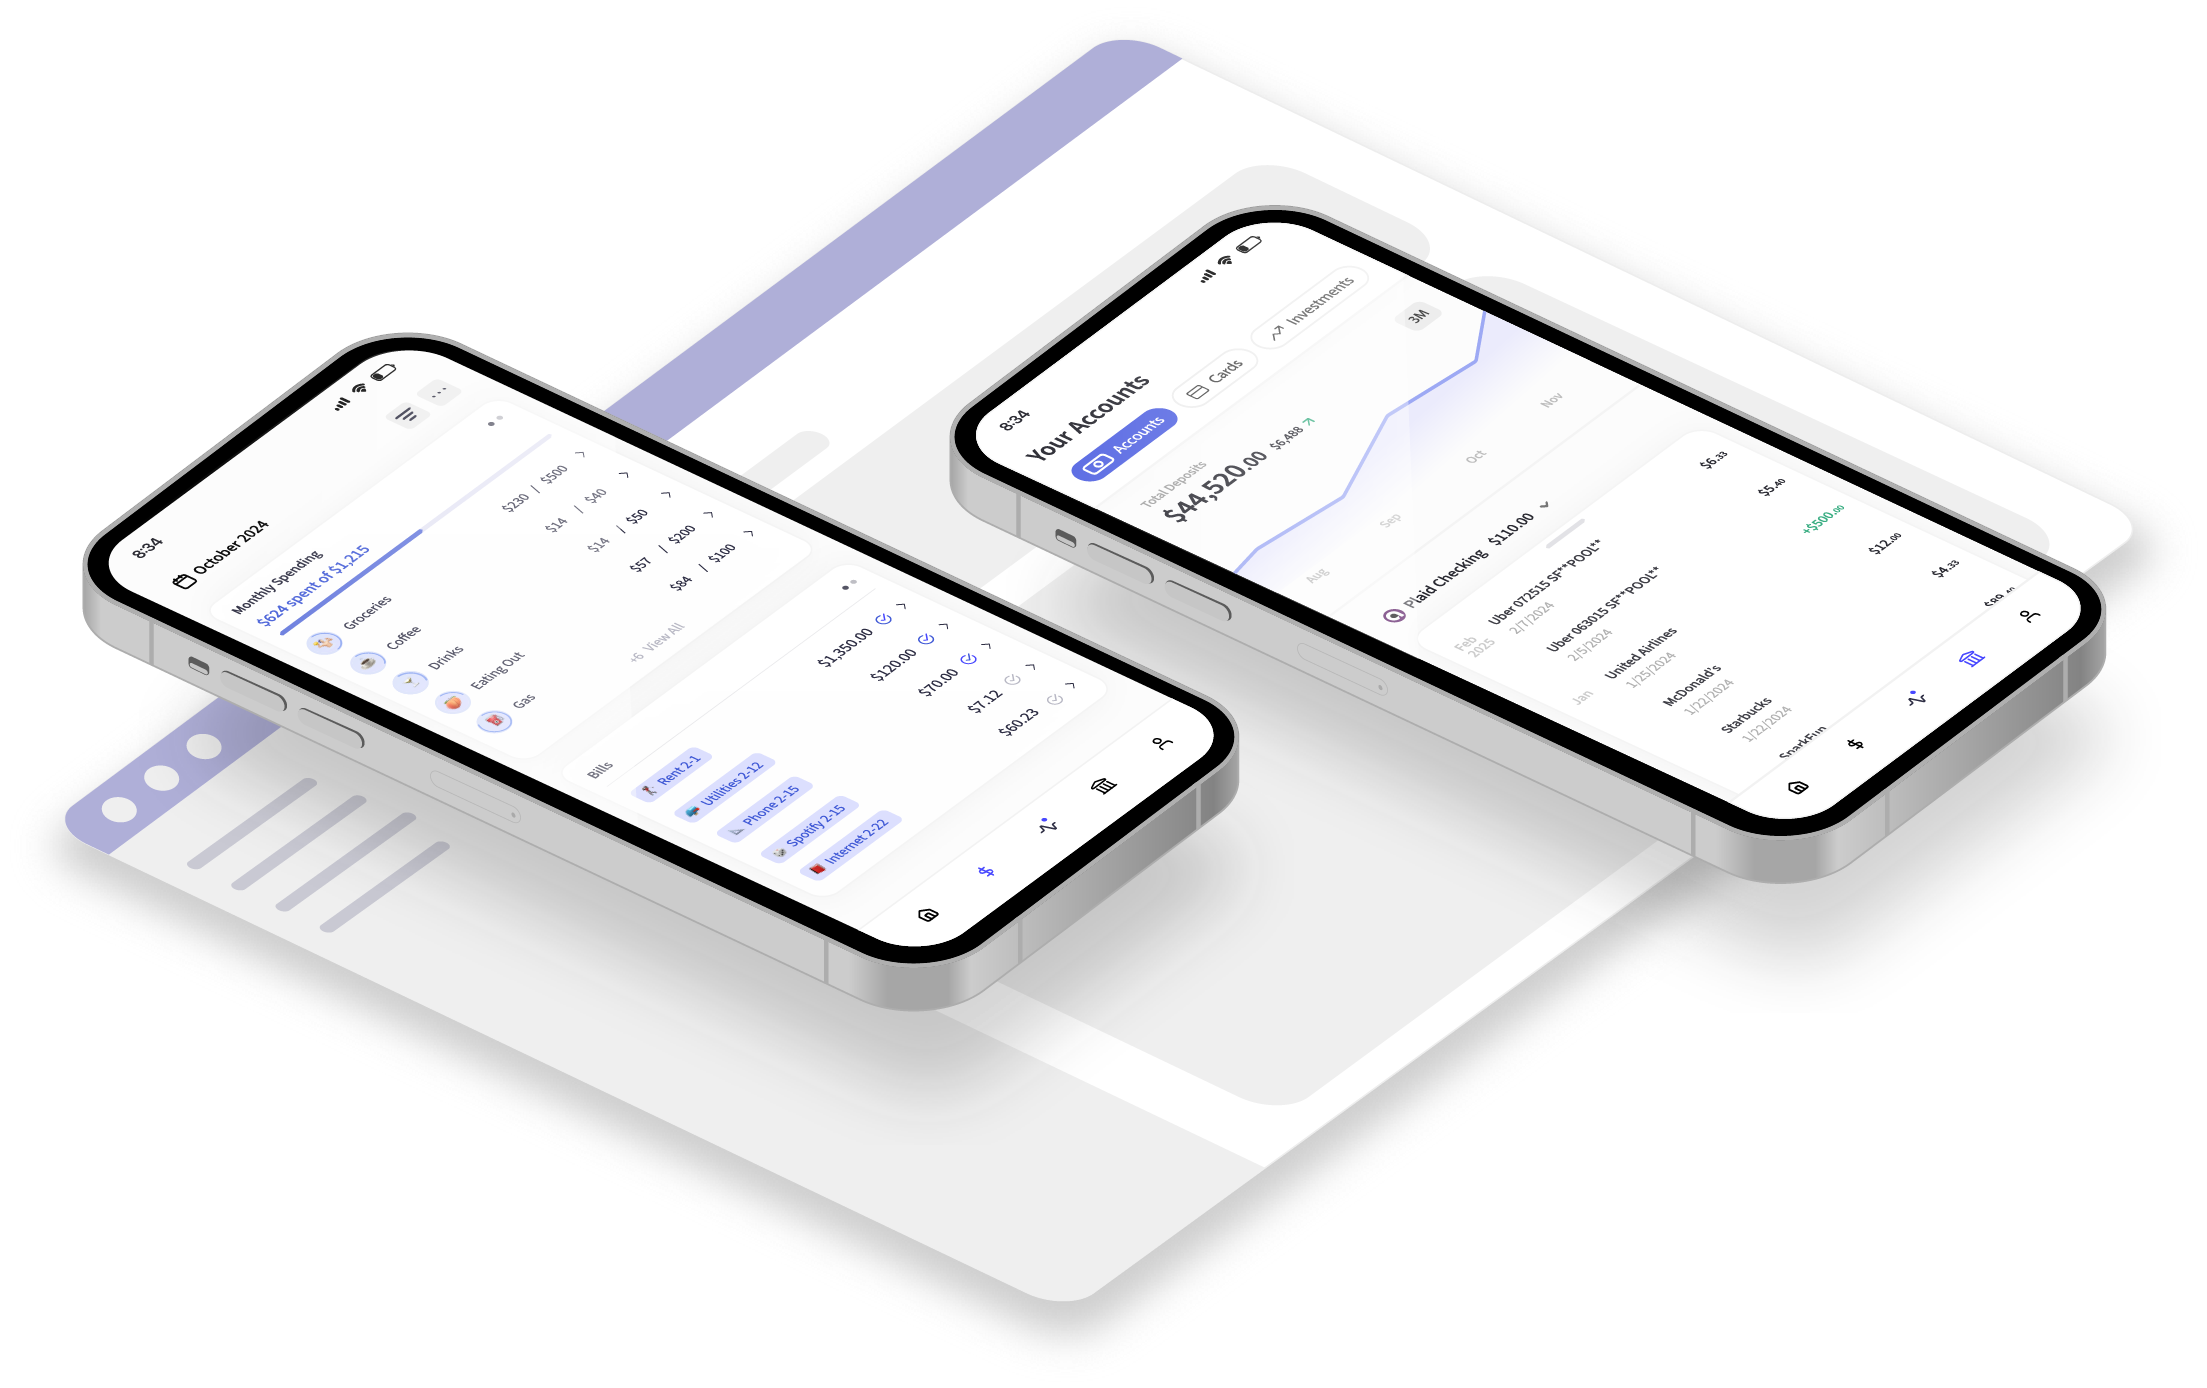 8:34
October 2024
Monthly Spending
$624 spent of $1,215
Groceries $230 | $500
Coffee $14 | $40
Drinks $14 | $50
Eating Out $57 | $200
Gas $84 | $100
+6 View All
Bills
Rent 2-1 $1,350.00
Utilities 2-12 $120.00
Phone 2-15 $70.00
Spotify 2-15 $7.12
Internet 2-22 $60.23
8:34
Your Accounts
Accounts Cards Investments
Total Deposits
$44,520.00 $6,488
3M
Aug Sep Oct Nov
Plaid Checking $110.00
Feb
2025
Uber 072515 SF**POOL** $6.33
2/7/2024
Uber 063015 SF**POOL** $5.40
2/5/2024
Jan
United Airlines +$500.00
1/25/2024
McDonald's $12.00
1/22/2024
Starbucks $4.33
1/22/2024
SparkFun